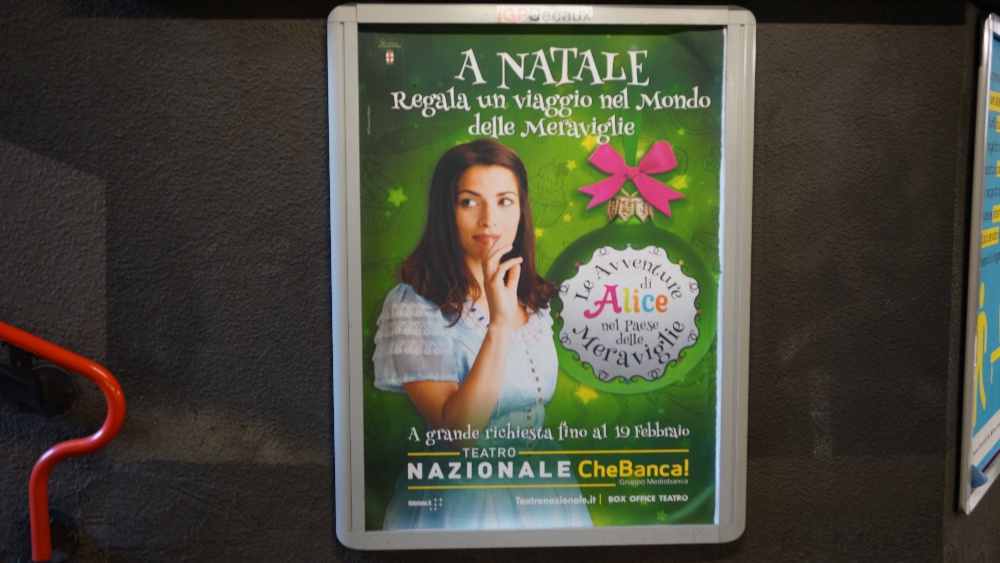 IGPDecaux
A NATALE
Regala un viaggio nel Mondo
delle Meraviglie
Le Avventure
di
Alice
nel Paese
delle
Meraviglie
A grande richiesta fino al 19 Febbraio
TEATRO
NAZIONALE CheBanca!
Gruppo Mediobanca
Teatronazionale.it | BOX OFFICE TEATRO